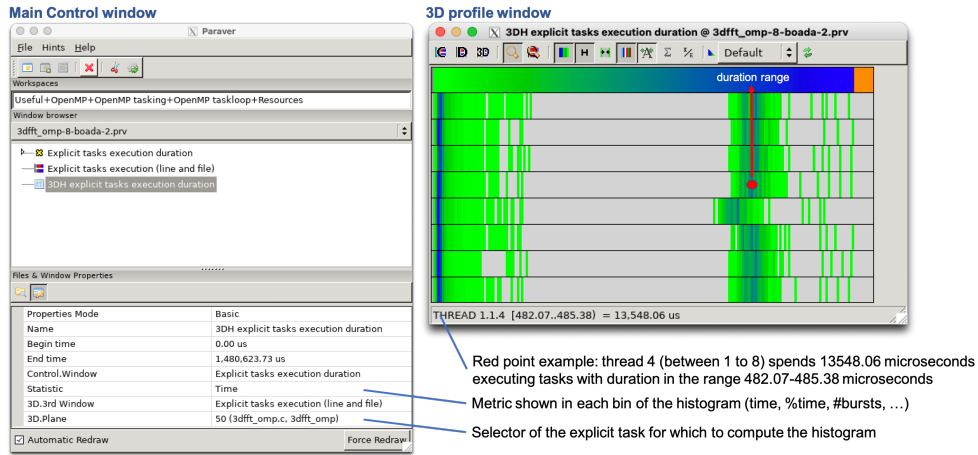 Main Control window
Paraver
File Hints Help
Workspaces
Useful+OpenMP+OpenMP tasking+OpenMP taskloop+Resources
Window browser
3dfft_omp-8-boada-2.prv
Explicit tasks execution duration
Explicit tasks execution (line and file)
3DH explicit tasks execution duration
Files & Window Properties
Properties Mode Basic
Name 3DH explicit tasks execution duration
Begin time 0.00 us
End time 1,480,623.73 us
Control.Window Explicit tasks execution duration
Statistic Time
3D.3rd Window Explicit tasks execution (line and file)
3D.Plane 50 (3dfft_omp.c, 3dfft_omp)
Automatic Redraw Force Redraw
3D profile window
3DH explicit tasks execution duration @ 3dfft_omp-8-boada-2.prv
3D H Σ Default
duration range
THREAD 1.1.4 [482.07..485.38) = 13,548.06 us
Red point example: thread 4 (between 1 to 8) spends 13548.06 microseconds
executing tasks with duration in the range 482.07-485.38 microseconds
Metric shown in each bin of the histogram (time, %time, #bursts, …)
Selector of the explicit task for which to compute the histogram